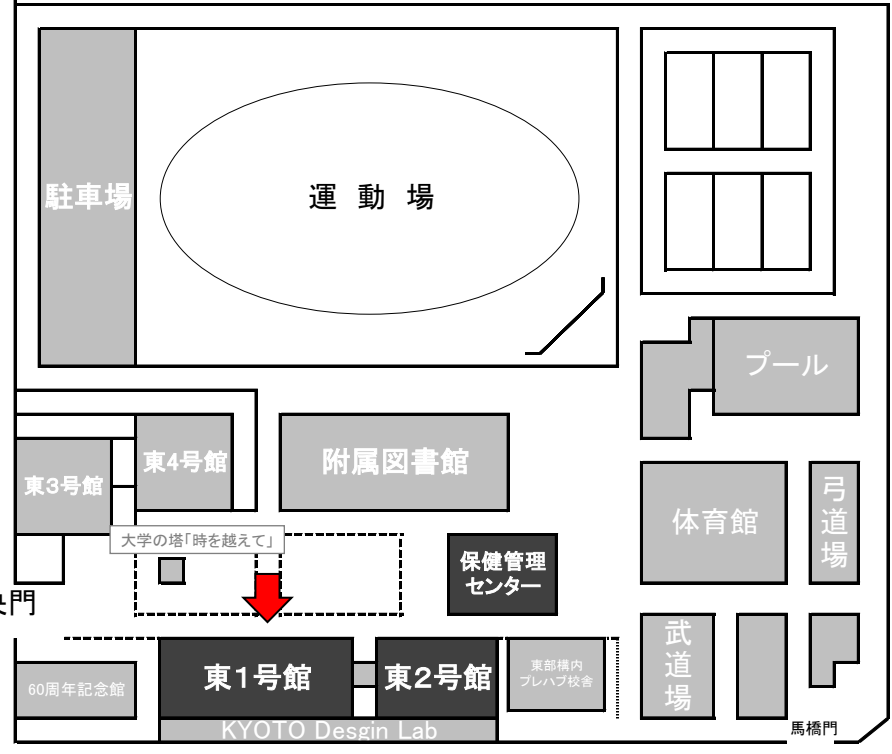 駐車場
運 動 場
プール
東4号館
附属図書館
東3号館
体育館
弓
道
場
大学の塔「時を越えて」
保健管理
センター
門
武
道
場
60周年記念館
東1号館
東2号館
東部構内
プレハブ校舎
KYOTO Desgin Lab
馬橋門